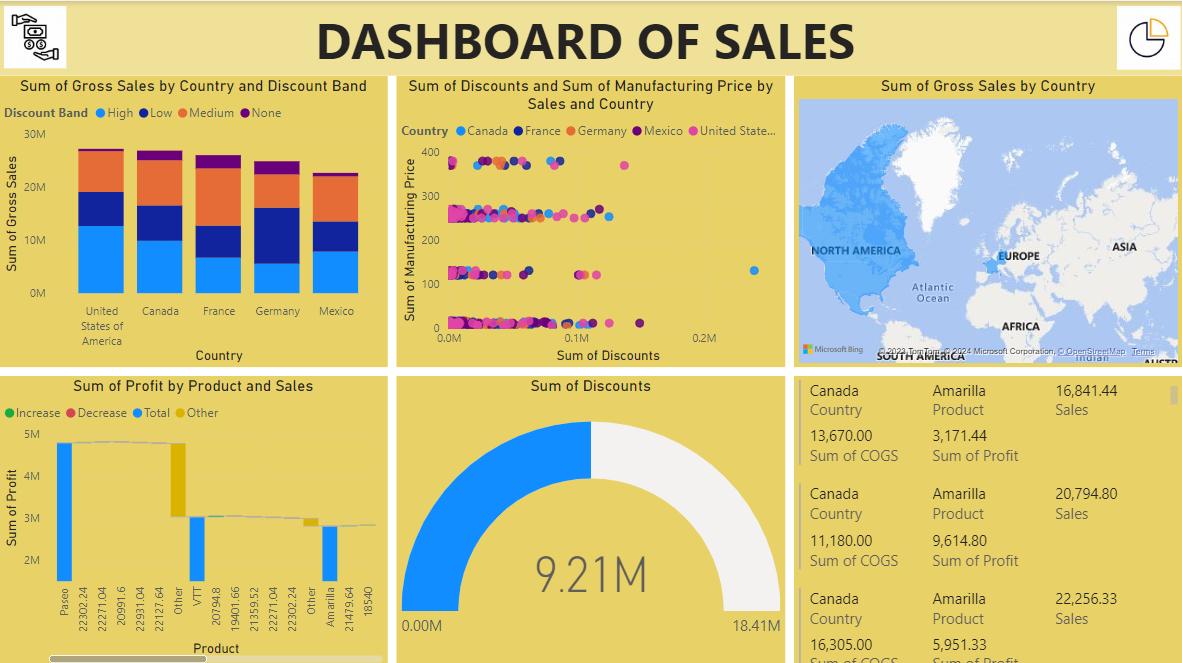 DASHBOARD OF SALES
Sum of Gross Sales by Country and Discount Band
Discount Band High Low Medium None
30M
20M
10M
0M
Sum of Gross Sales
United
States of
America
Canada
France
Germany
Mexico
Country
Sum of Discounts and Sum of Manufacturing Price by
Sales and Country
Country Canada France Germany Mexico United State...
400
300
200
100
0
Sum of Manufacturing Price
0.0M 0.1M 0.2M
Sum of Discounts
Sum of Gross Sales by Country
NORTH AMERICA
EUROPE
ASIA
Atlantic
Ocean
AFRICA
SOUTH AMERICA
Indian
Microsoft Bing
© 2023 TomTom, © 2024 Microsoft Corporation, © OpenStreetMap Terms
Sum of Profit by Product and Sales
Increase Decrease Total Other
5M
4M
3M
2M
Sum of Profit
Paseo
22302.24
22271.04
20991.6
22931.04
22127.64
Other
VTT
20794.8
19401.66
21359.52
22271.04
22302.24
Other
Amarilla
21479.64
18540
Product
Sum of Discounts
9.21M
0.00M 18.41M
Canada Amarilla 16,841.44
Country Product Sales
13,670.00 3,171.44
Sum of COGS Sum of Profit
Canada Amarilla 20,794.80
Country Product Sales
11,180.00 9,614.80
Sum of COGS Sum of Profit
Canada Amarilla 22,256.33
Country Product Sales
16,305.00 5,951.33
Sum of COGS Sum of Profit